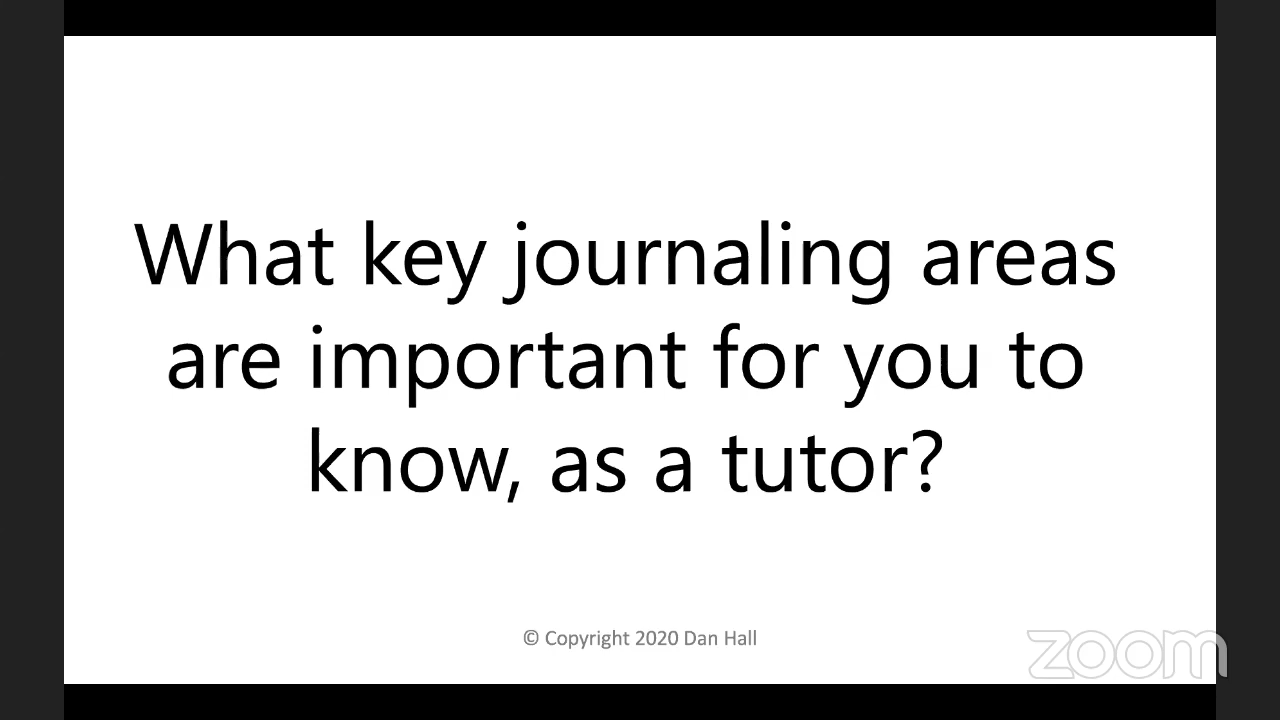 What key journaling areas
are important for you to
know, as a tutor?
© Copyright 2020 Dan Hall
zoom